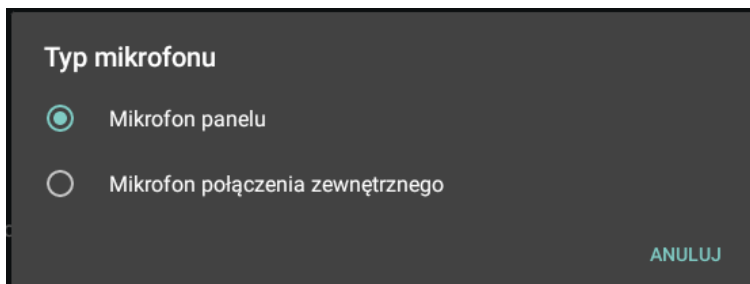 Typ mikrofonu
Mikrofon panelu
Mikrofon połączenia zewnętrznego
ANULUJ